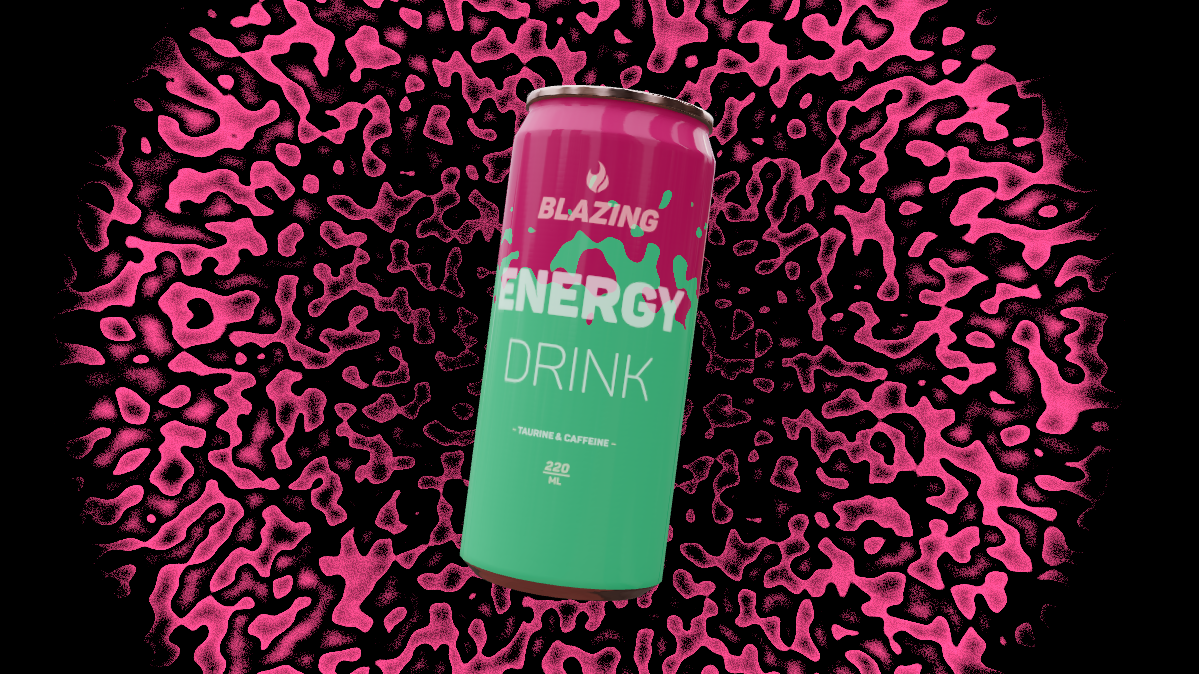 BLAZING
ENERGY
DRINK
- TAURINE & CAFFEINE -
220
ML